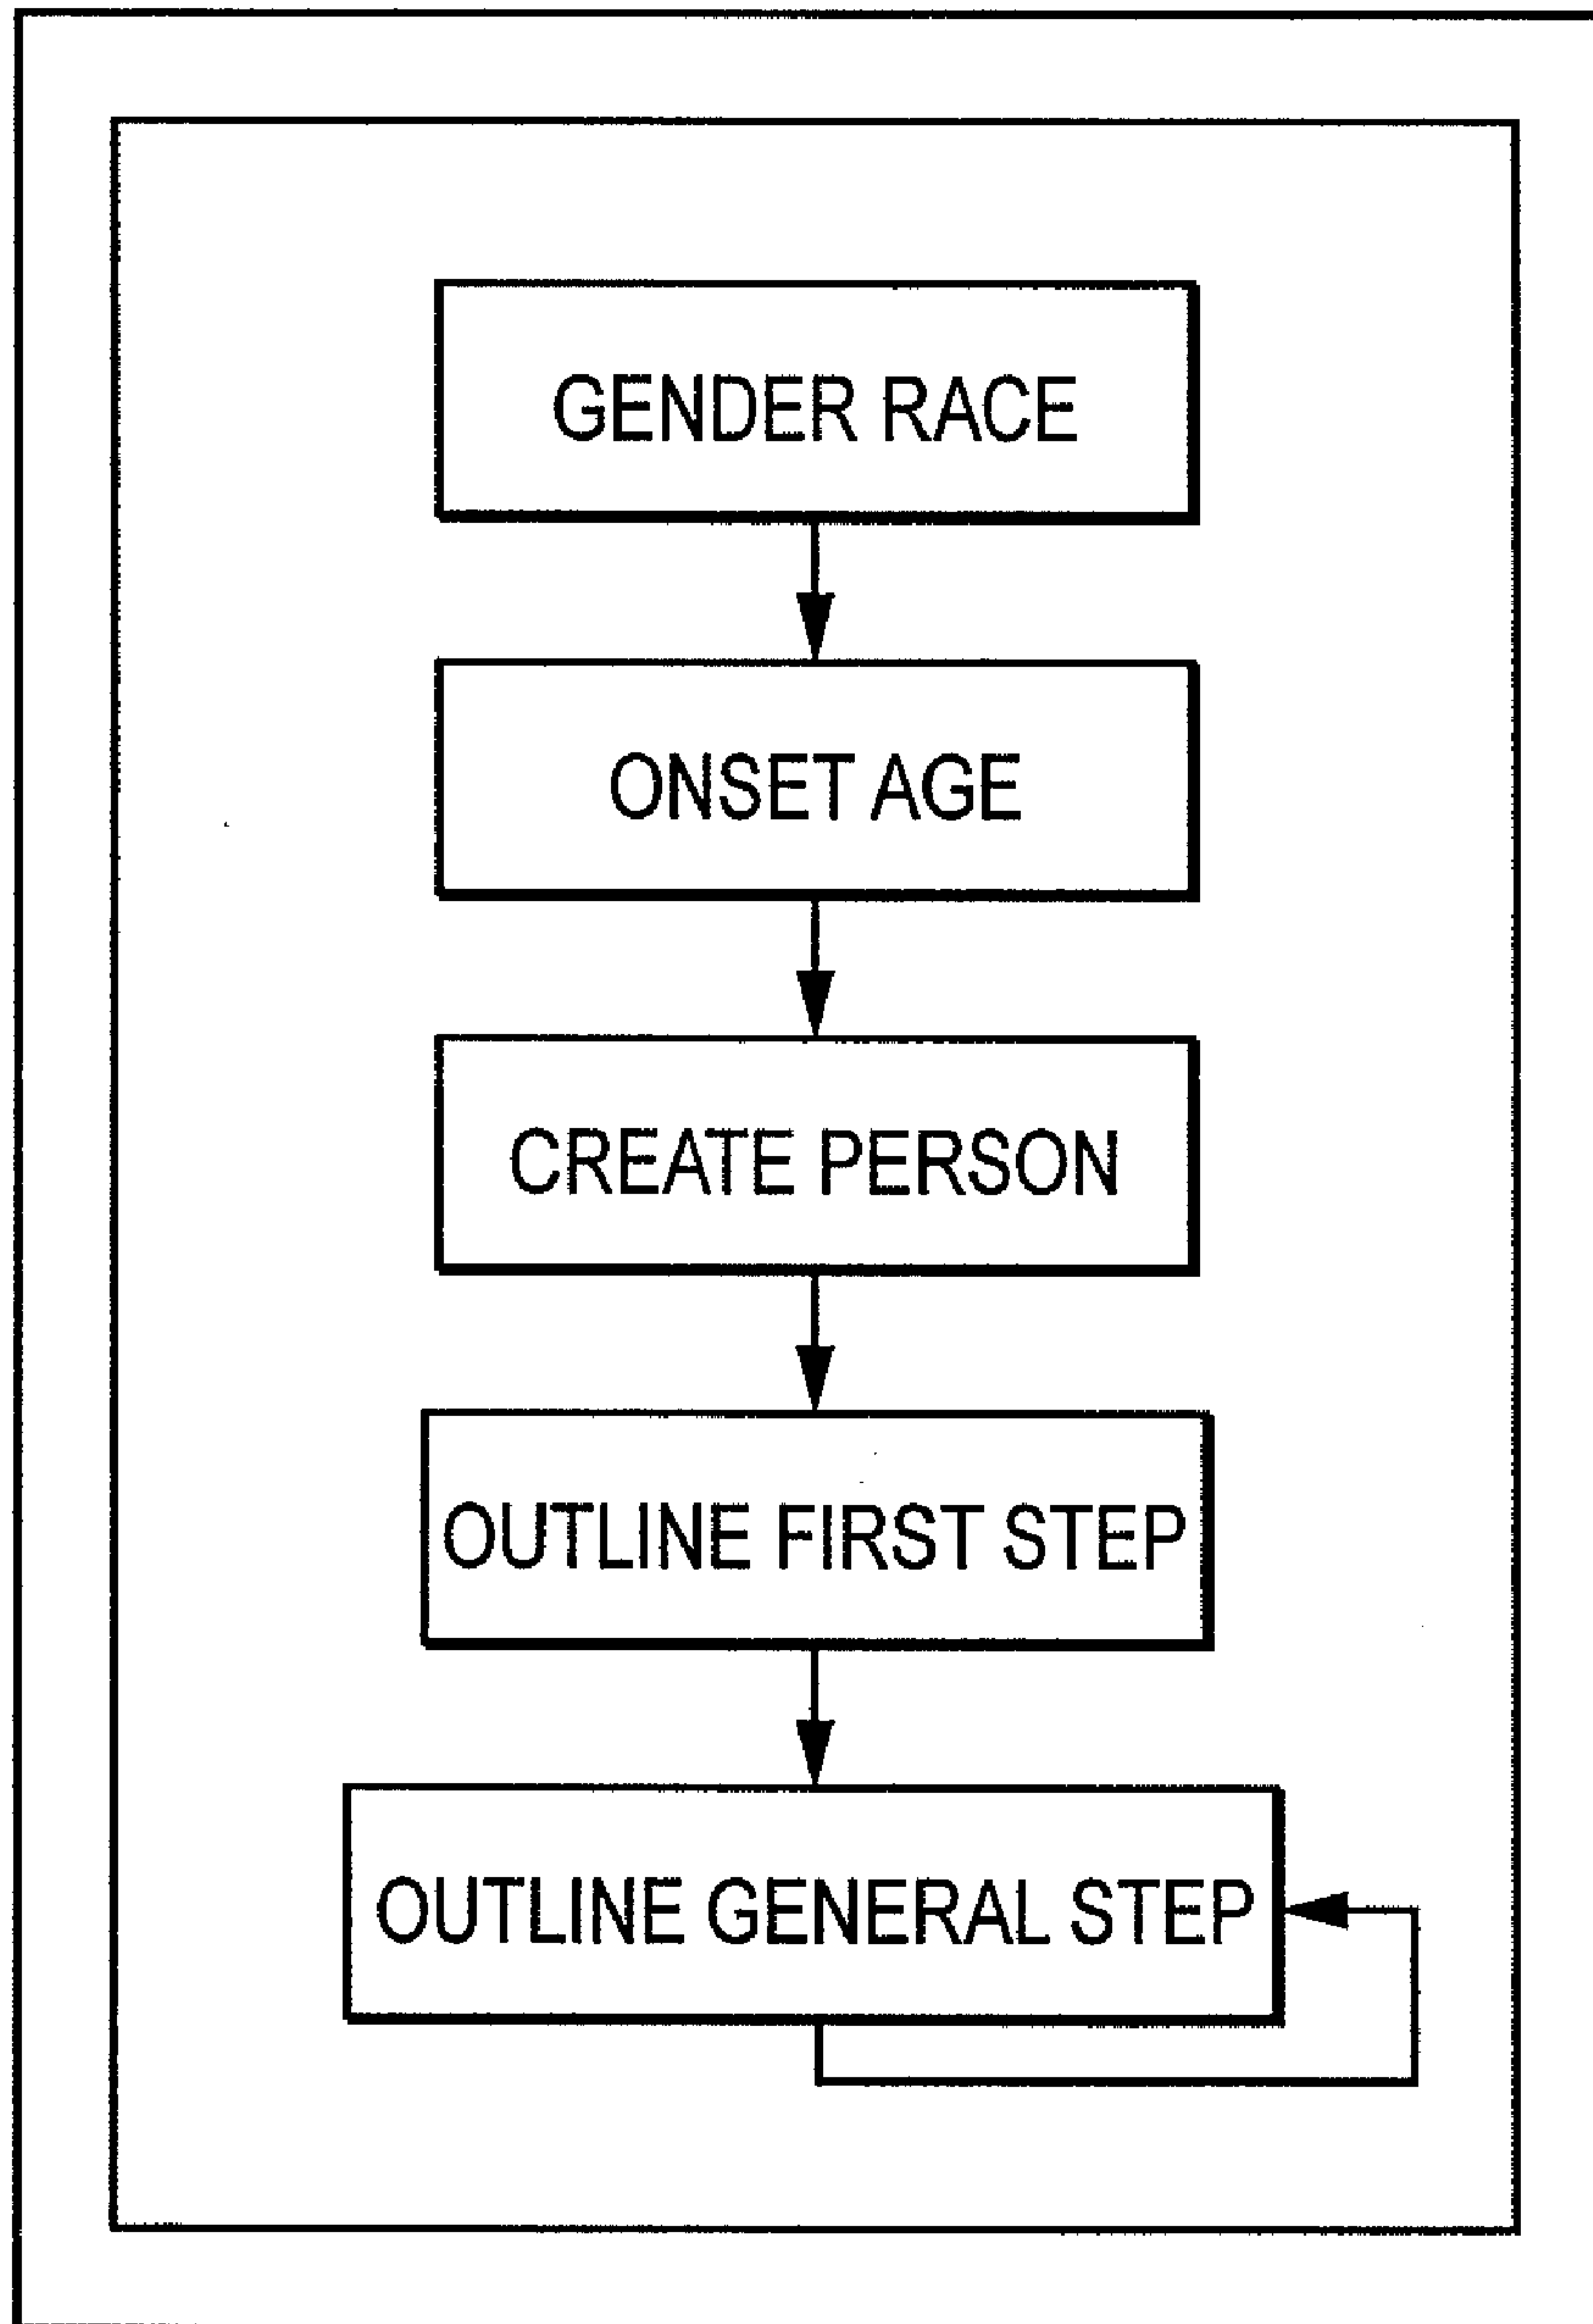 GENDER RACE
ONSET AGE
CREATE PERSON
OUTLINE FIRST STEP
OUTLINE GENERAL STEP